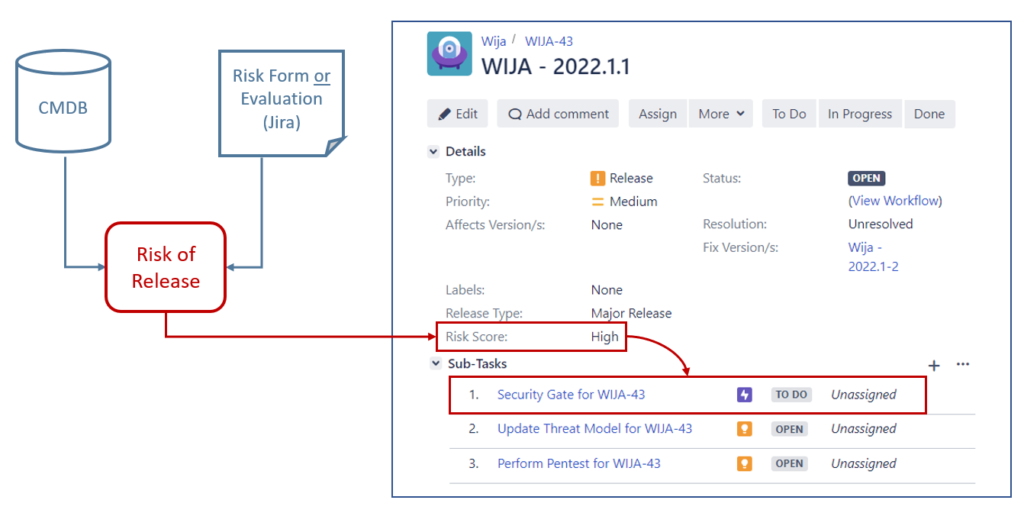 CMDB
Risk Form or
Evaluation
(Jira)
Risk of
Release
Wija / WIJA-43
WIJA - 2022.1.1
Edit Add comment Assign More To Do In Progress Done
Details
Type: Release Status: OPEN
Priority: Medium (View Workflow)
Affects Version/s: None Resolution: Unresolved
Fix Version/s: Wija -
2022.1-2
Labels: None
Release Type: Major Release
Risk Score: High
Sub-Tasks
1. Security Gate for WIJA-43 TO DO Unassigned
2. Update Threat Model for WIJA-43 OPEN Unassigned
3. Perform Pentest for WIJA-43 OPEN Unassigned